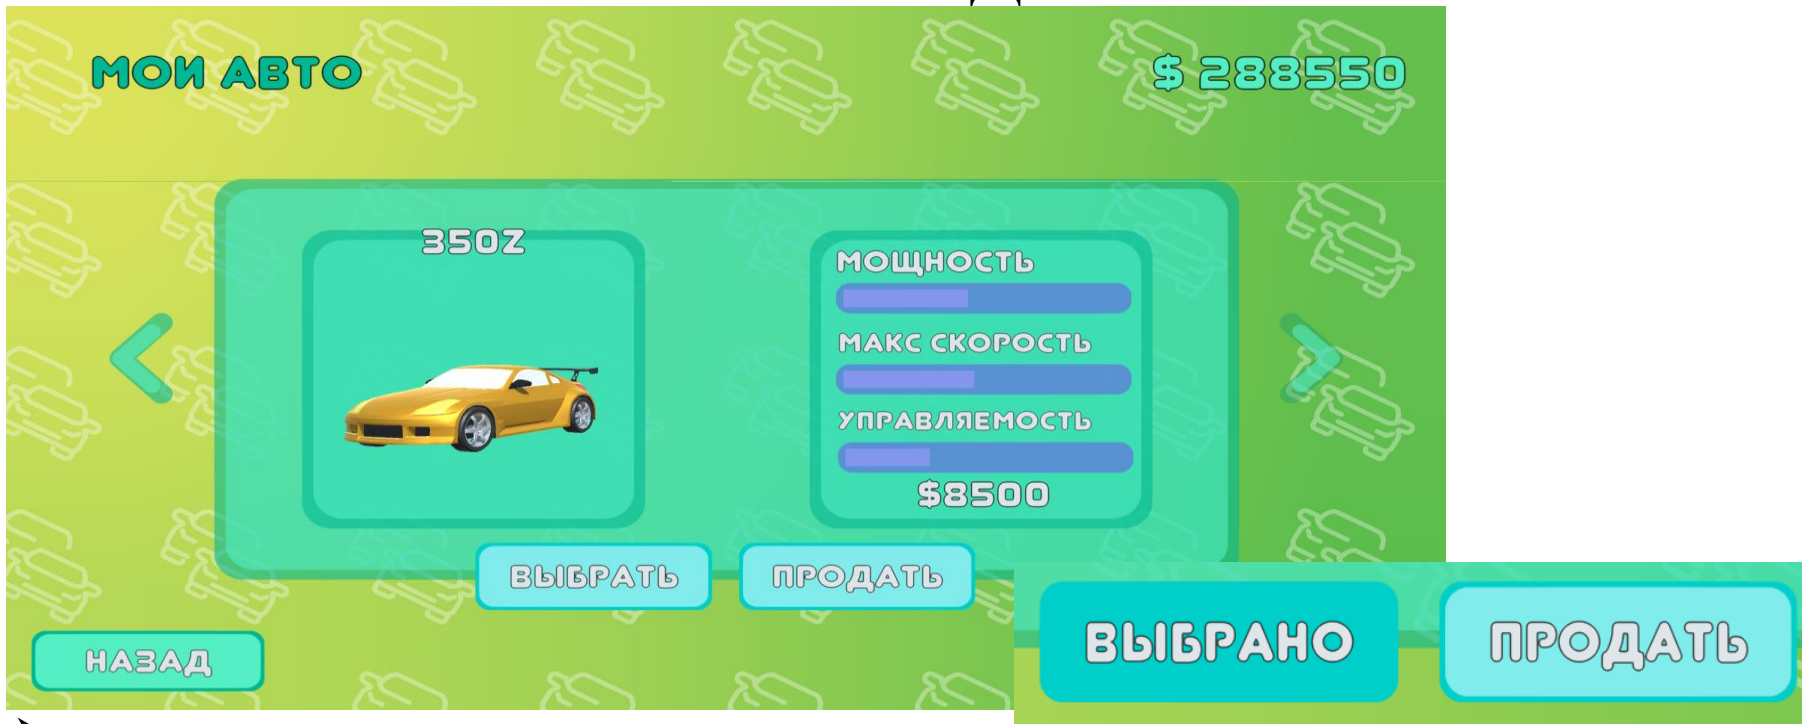 МОИ АВТО
$ 288550
350Z
МОЩНОСТЬ
МАКС СКОРОСТЬ
УПРАВЛЯЕМОСТЬ
$8500
ВЫБРАТЬ
ПРОДАТЬ
НАЗАД
ВЫБРАНО
ПРОДАТЬ